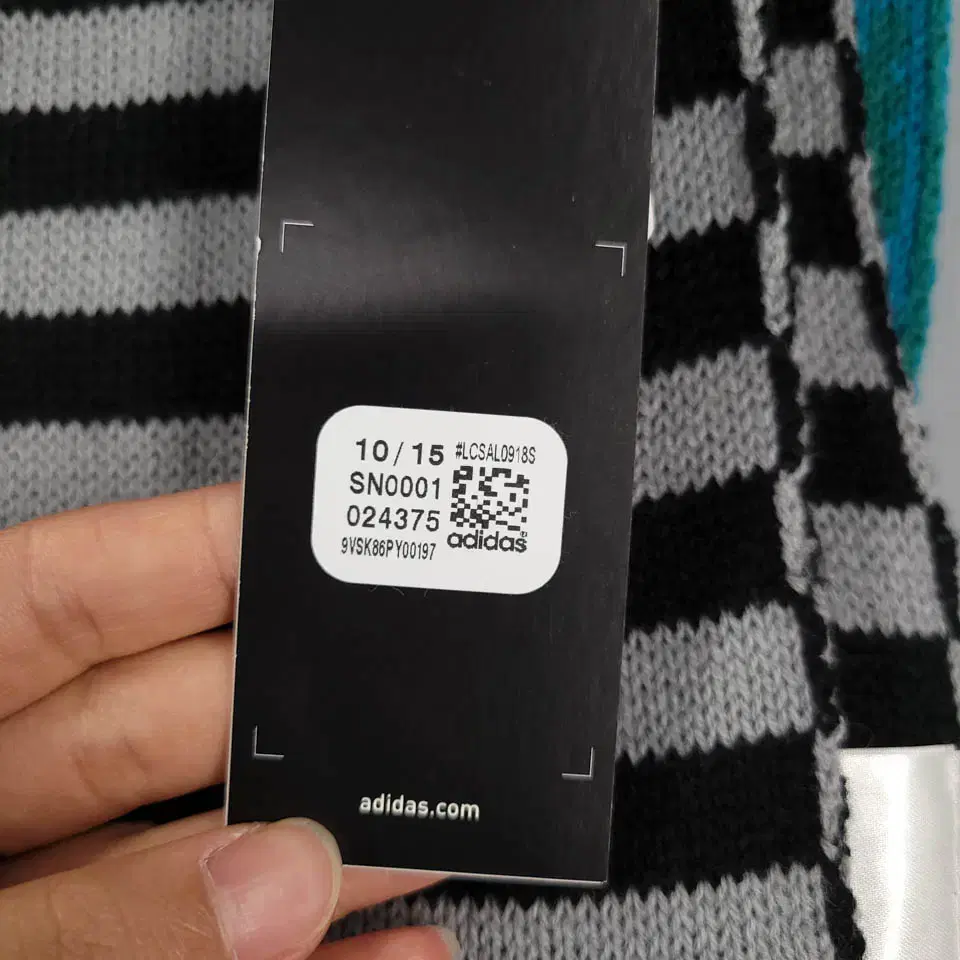 10/15 #LCSAL0918S
SN0001
024375
9VSK86PY00197
adidas
adidas.com